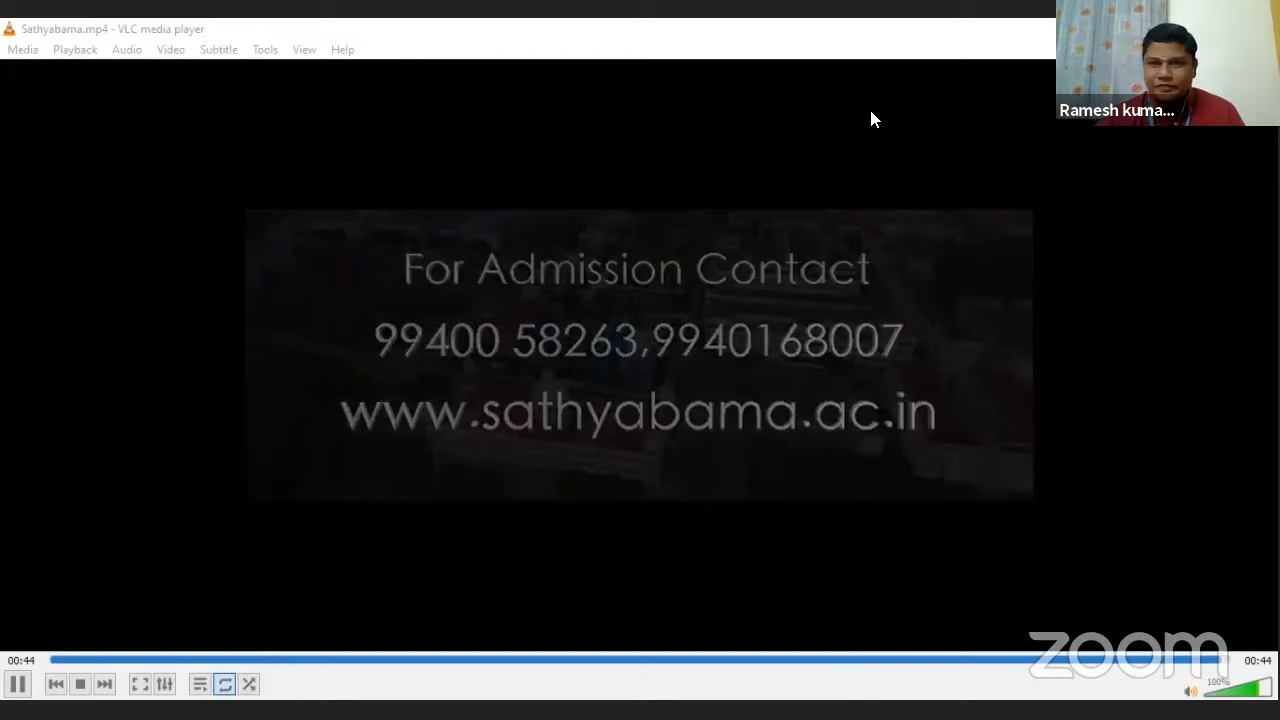 Sathyabama.mp4 - VLC media player
Media Playback Audio Video Subtitle Tools View Help
Ramesh kuma...
For Admission Contact
99400 58263,9940168007
www.sathyabama.ac.in
zoom
00:44 00:44
100%